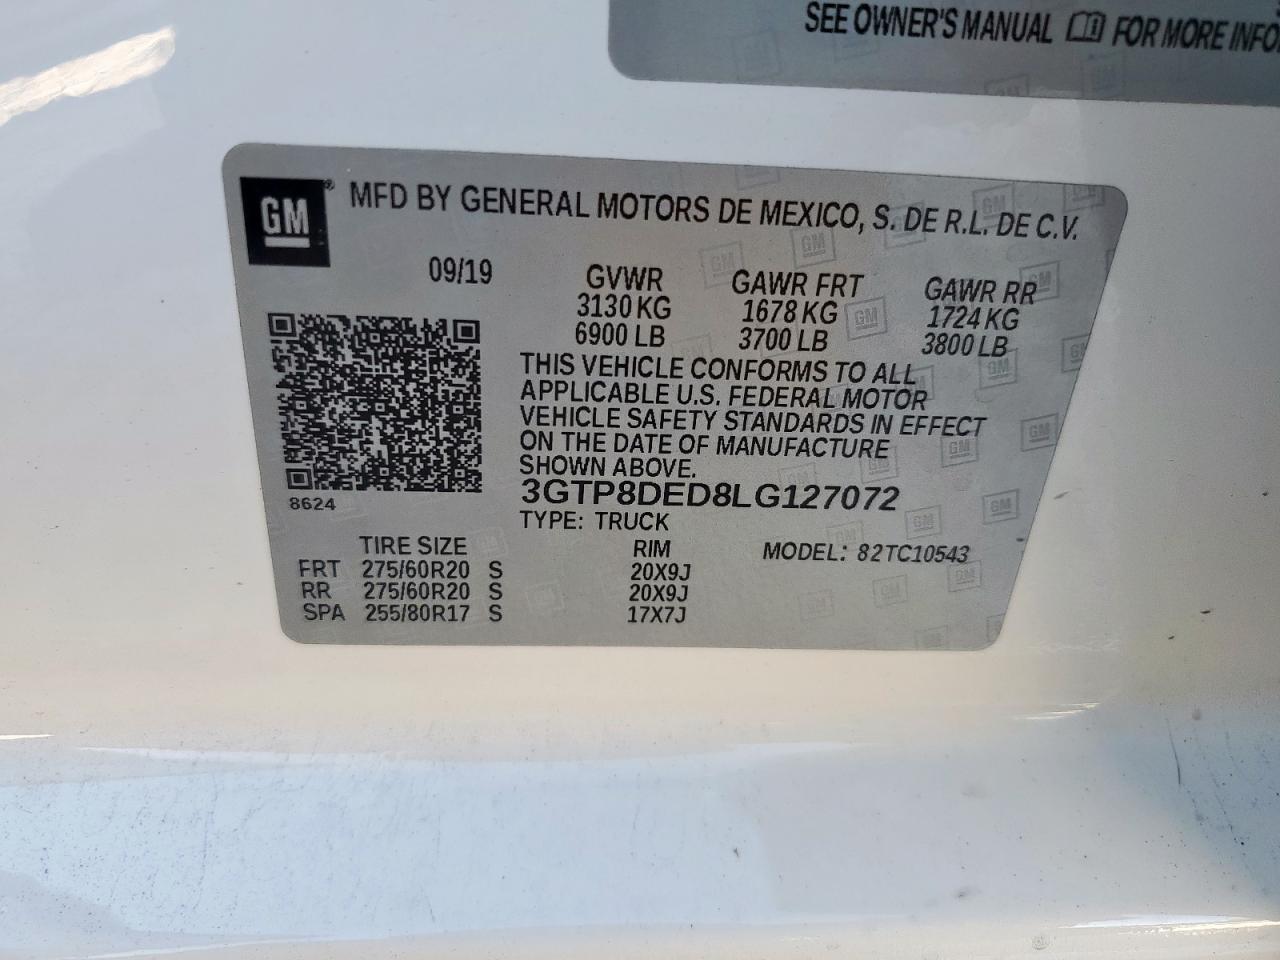 SEE OWNER'S MANUAL FOR MORE INFO
GM ® MFD BY GENERAL MOTORS DE MEXICO, S. DE R.L. DE C.V.
09/19 GVWR GAWR FRT GAWR RR
3130 KG 1678 KG 1724 KG
6900 LB 3700 LB 3800 LB
THIS VEHICLE CONFORMS TO ALL
APPLICABLE U.S. FEDERAL MOTOR
VEHICLE SAFETY STANDARDS IN EFFECT
ON THE DATE OF MANUFACTURE
SHOWN ABOVE.
8624 3GTP8DED8LG127072
TYPE: TRUCK
TIRE SIZE RIM MODEL: 82TC10543
FRT 275/60R20 S 20X9J
RR 275/60R20 S 20X9J
SPA 255/80R17 S 17X7J